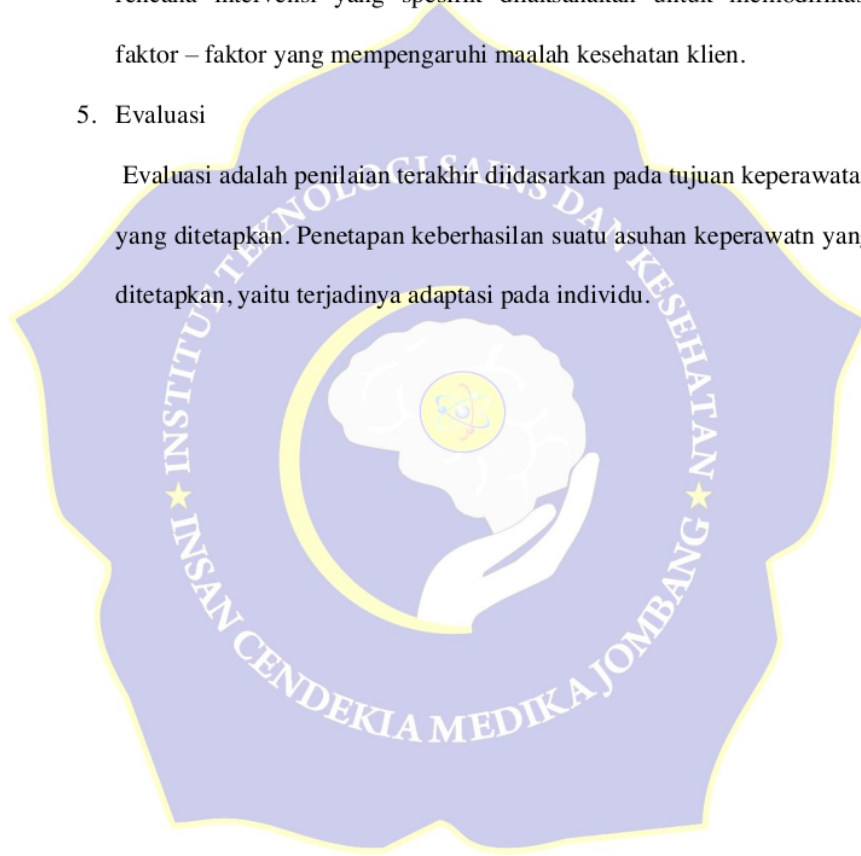 rencana intervensi yang spesifik dilaksanakan untuk memodifikas
faktor – faktor yang mempengaruhi maalah kesehatan klien.
5. Evaluasi
Evaluasi adalah penilaian terakhir diidasarkan pada tujuan keperawata
yang ditetapkan. Penetapan keberhasilan suatu asuhan keperawatn yan
ditetapkan, yaitu terjadinya adaptasi pada individu.
INSTITUT TEKNOLOGI SAINS DAN KESEHATAN
INSAN CENDEKIA MEDIKA JOMBANG